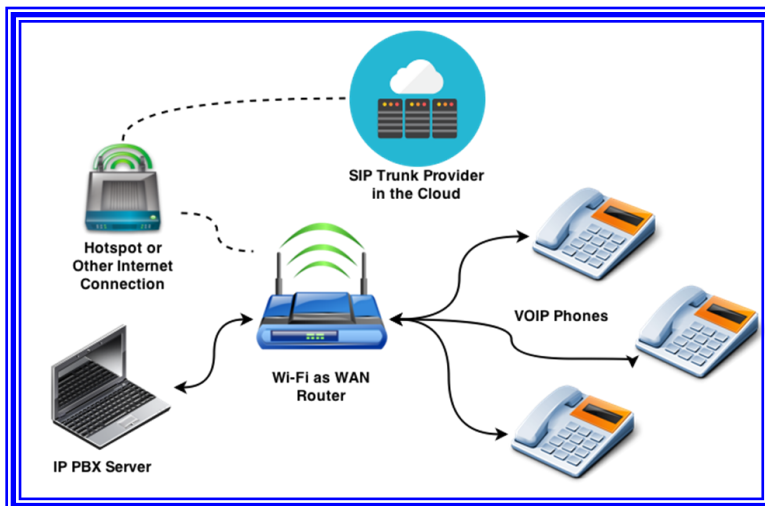 SIP Trunk Provider
in the Cloud
Hotspot or
Other Internet
Connection
VOIP Phones
Wi-Fi as WAN
Router
IP PBX Server